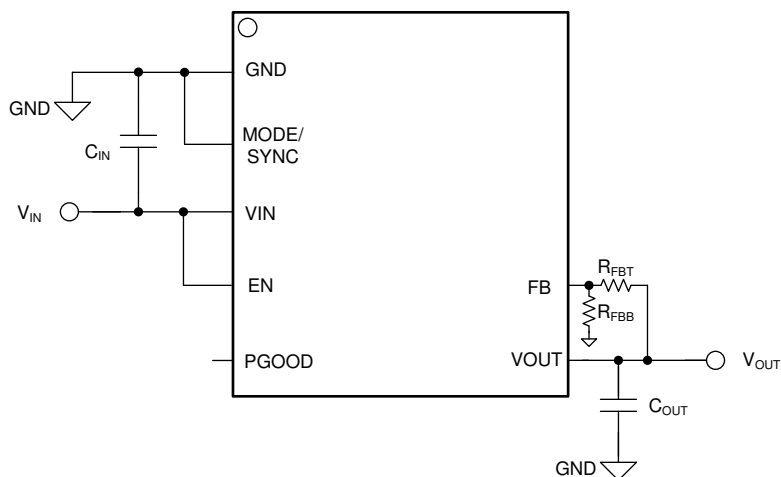 GND
GND
C_IN
MODE/
SYNC
V_IN
VIN
EN
FB
R_FBT
R_FBB
PGOOD
VOUT
V_OUT
C_OUT
GND